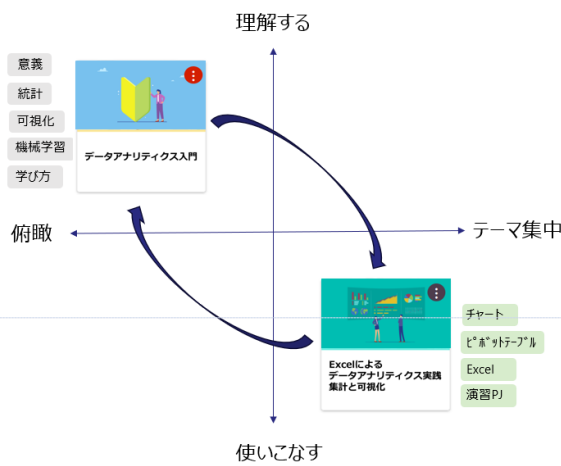 理解する
意義
統計
可視化
機械学習
学び方
データアナリティクス入門
俯瞰
テーマ集中
チャート
ﾋﾟﾎﾞｯﾄﾃｰﾌﾞﾙ
Excel
演習PJ
Excelによる
データアナリティクス実践
集計と可視化
使いこなす